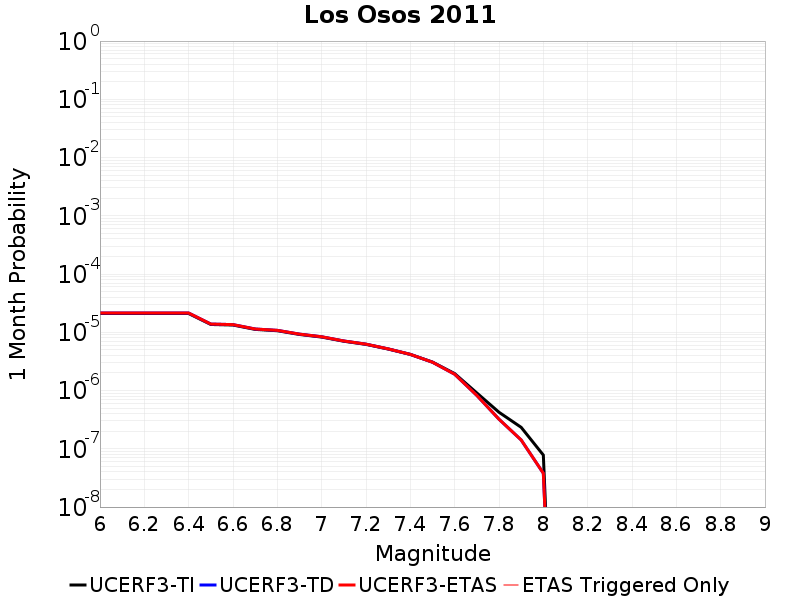 Los Osos 2011
1 Month Probability
10^0
10^-1
10^-2
10^-3
10^-4
10^-5
10^-6
10^-7
10^-8
6 6.2 6.4 6.6 6.8 7 7.2 7.4 7.6 7.8 8 8.2 8.4 8.6 8.8 9
Magnitude
UCERF3-TI UCERF3-TD UCERF3-ETAS ETAS Triggered Only